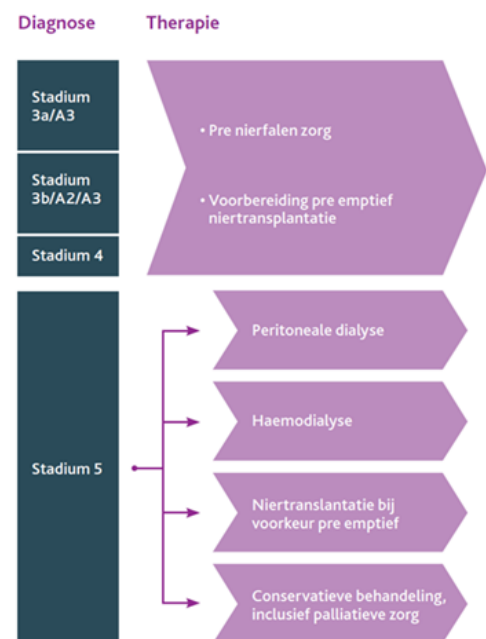 Diagnose
Therapie
Stadium
3a/A3
Stadium
3b/A2/A3
Stadium 4
• Pre nierfalen zorg
• Voorbereiding pre emptief
niertransplantatie
Stadium 5
Peritoneale dialyse
Haemodialyse
Niertranslantatie bij
voorkeur pre emptief
Conservatieve behandeling,
inclusief palliatieve zorg